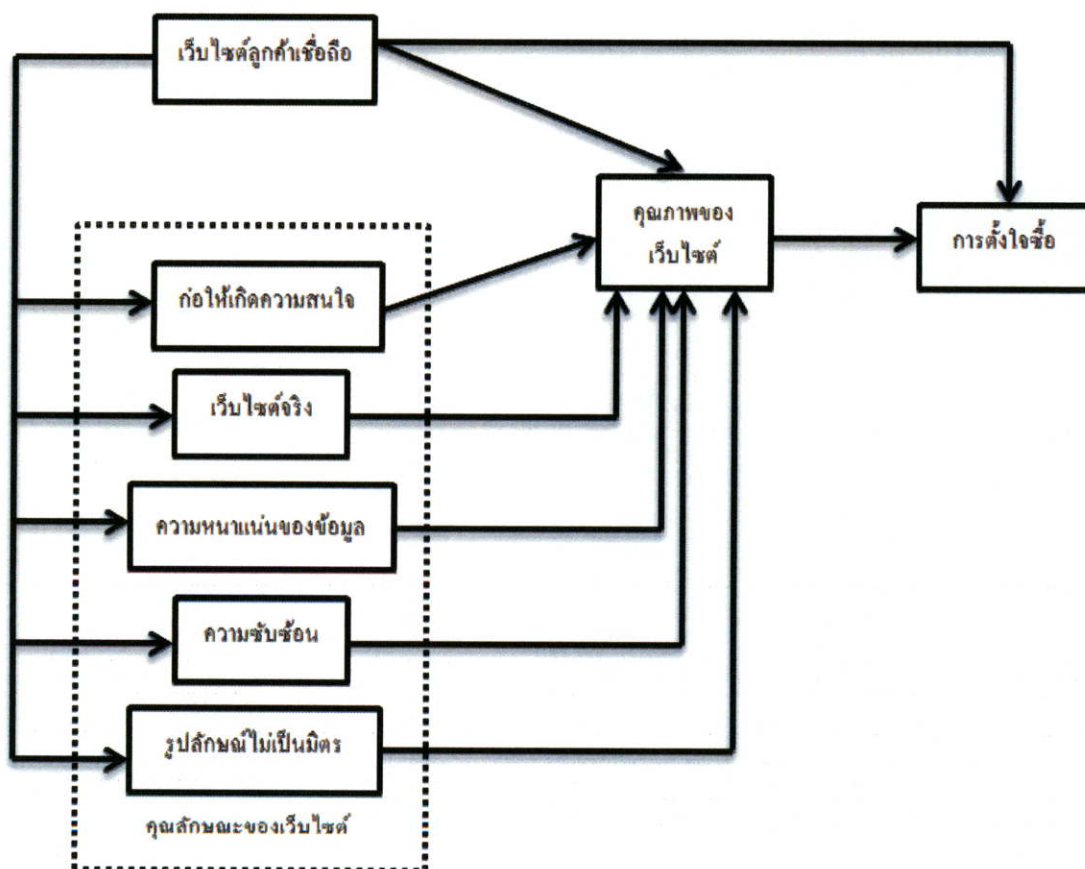 เว็บไซต์ลูกค้าเชื่อถือ
คุณภาพของ
เว็บไซต์
การตั้งใจซื้อ
ก่อให้เกิดความสนใจ
เว็บไซต์จริง
ความหนาแน่นของข้อมูล
ความซับซ้อน
รูปลักษณ์ไม่เป็นมิตร
คุณลักษณะของเว็บไซต์